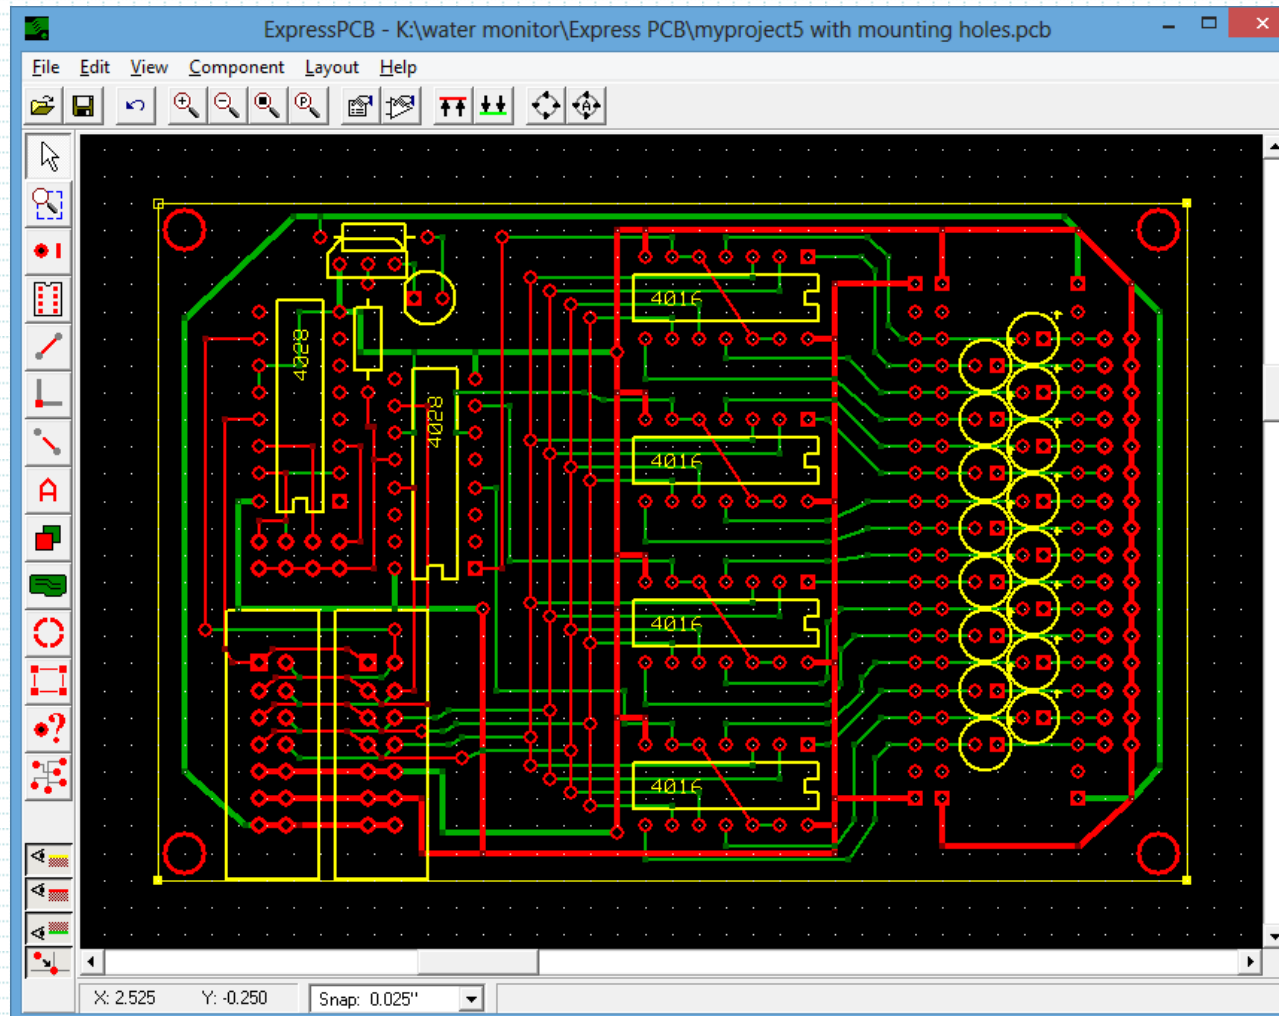 ExpressPCB - K:\water monitor\Express PCB\myproject5 with mounting holes.pcb
File Edit View Component Layout Help
4016
4028
4028
4016
4016
4016
X: 2.525 Y: -0.250 Snap: 0.025"